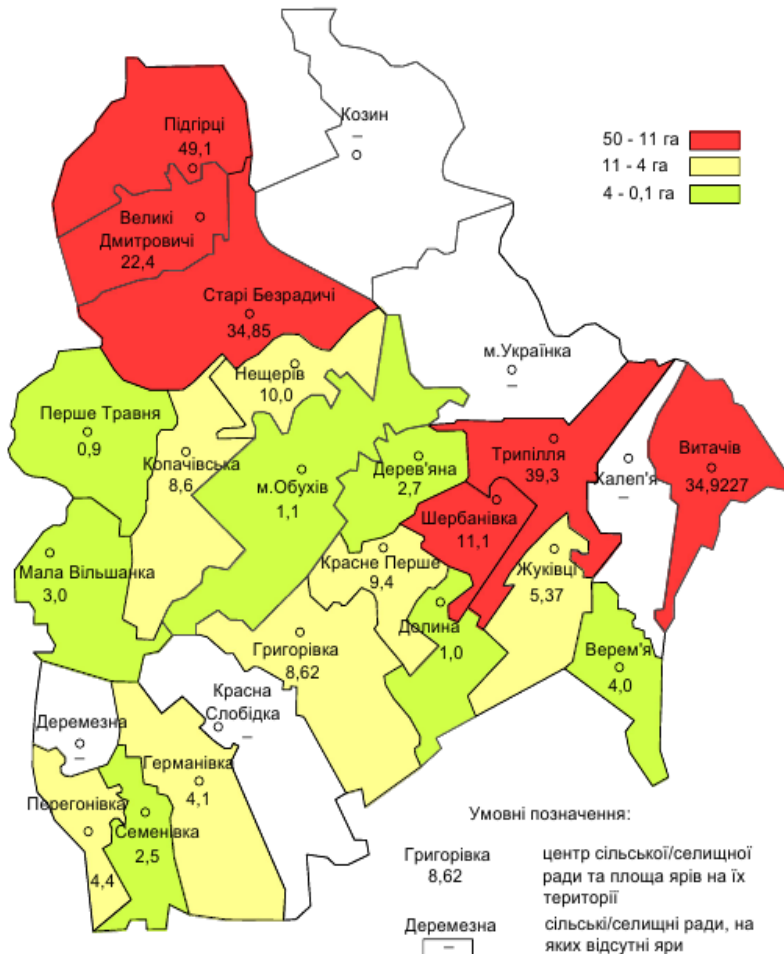 Козин
–
Підгірці
49,1
50 - 11 га
11 - 4 га
4 - 0,1 га
Великі
Дмитровичі
22,4
Старі Безрадичі
34,85
м.Українка
–
Нещерів
10,0
Перше Травня
0,9
Копачівська
8,6
м.Обухів
1,1
Дерев'яна
2,7
Трипілля
39,3
Халеп'я
–
Витачів
34,9227
Шербанівка
11,1
Мала Вільшанка
3,0
Красне Перше
9,4
Жуківці
5,37
Григорівка
8,62
Долина
1,0
Верем'я
4,0
Красна
Слобідка
–
Деремезна
–
Германівка
4,1
Перегонівка
4,4
Семенівка
2,5
Умовні позначення:
Григорівка
8,62
центр сільської/селищної
ради та площа ярів на їх
території
Деремезна
–
сільські/селищні ради, на
яких відсутні яри